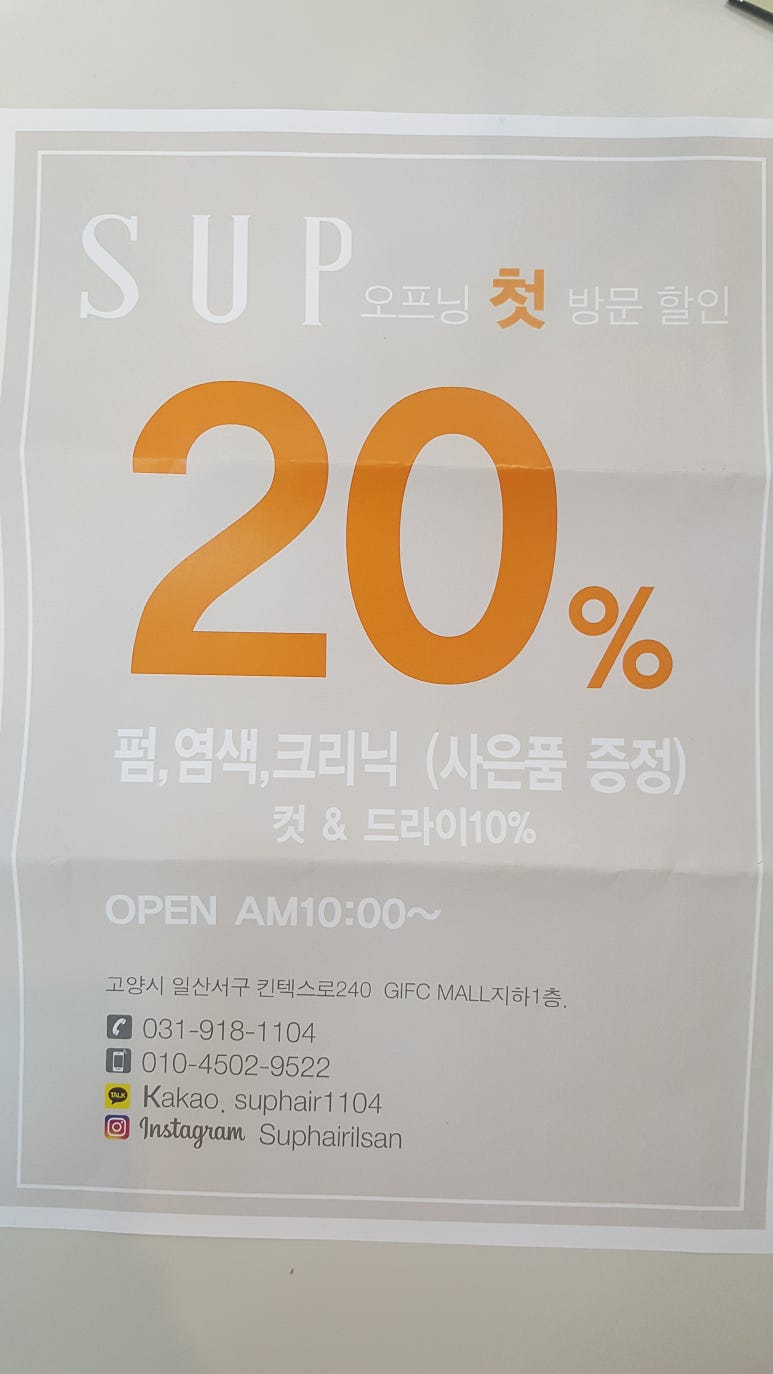 SUP 오프닝 첫 방문 할인
20%
펌,염색,크리닉 (사은품 증정)
컷 & 드라이10%
OPEN AM10:00~
고양시 일산서구 킨텍스로240 GIFC MALL지하1층.
031-918-1104
010-4502-9522
TALK Kakao. suphair1104
Instagram Suphairilsan